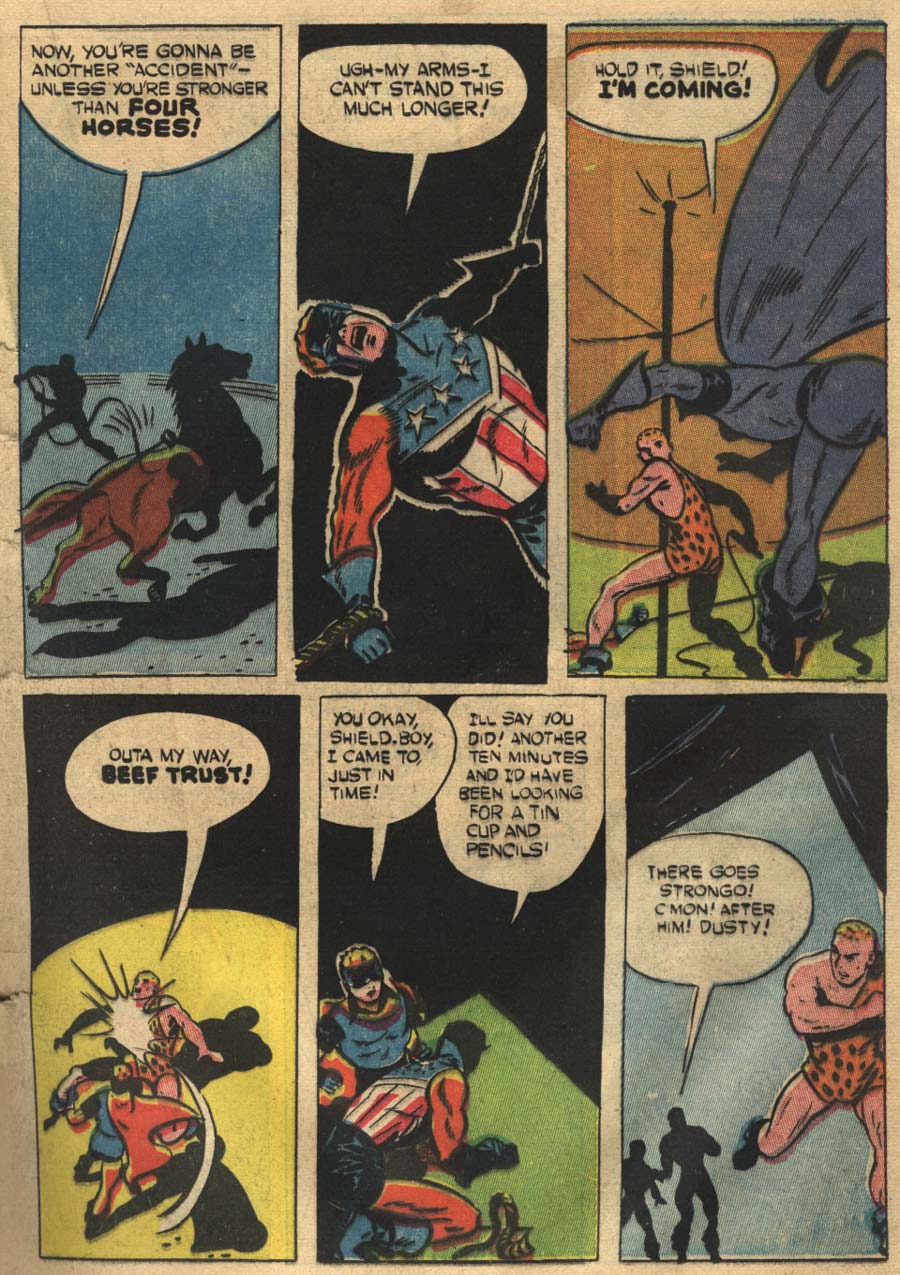 NOW, YOU'RE GONNA BE
ANOTHER "ACCIDENT"—
UNLESS YOU'RE STRONGER
THAN FOUR
HORSES!
UGH-MY ARMS-I
CAN'T STAND THIS
MUCH LONGER!
HOLD IT, SHIELD!
I'M COMING!
OUTA MY WAY,
BEEF TRUST!
YOU OKAY,
SHIELD. BOY,
I CAME TO,
JUST IN
TIME!
I'LL SAY YOU
DID! ANOTHER
TEN MINUTES
AND I'D HAVE
BEEN LOOKING
FOR A TIN
CUP AND
PENCILS!
THERE GOES
STRONGO!
C'MON! AFTER
HIM! DUSTY!